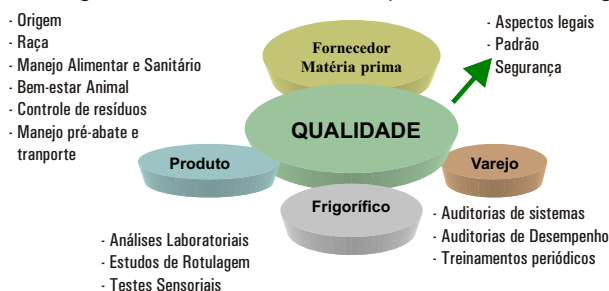 - Origem
- Raça
- Manejo Alimentar e Sanitário
- Bem-estar Animal
- Controle de resíduos
- Manejo pré-abate e
tranporte
Fornecedor
Matéria prima
- Aspectos legais
- Padrão
Segurança
QUALIDADE
Produto
Varejo
Frigorífico
- Análises Laboratoriais
- Estudos de Rotulagem
- Testes Sensoriais
- Auditorias de sistemas
- Auditorias de Desempenho
- Treinamentos periódicos